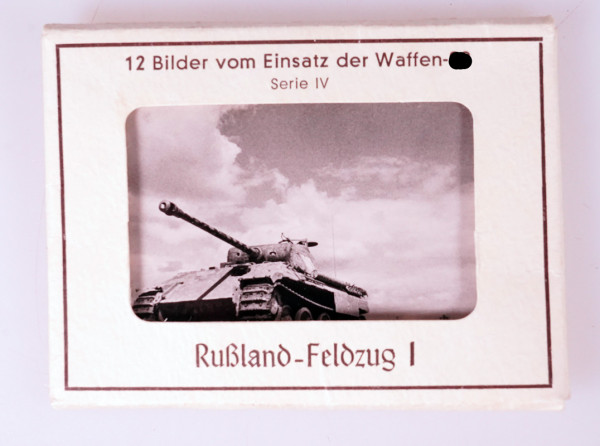 12 Bilder vom Einsatz der Waffen-
Serie IV
Rußland-Feldzug I